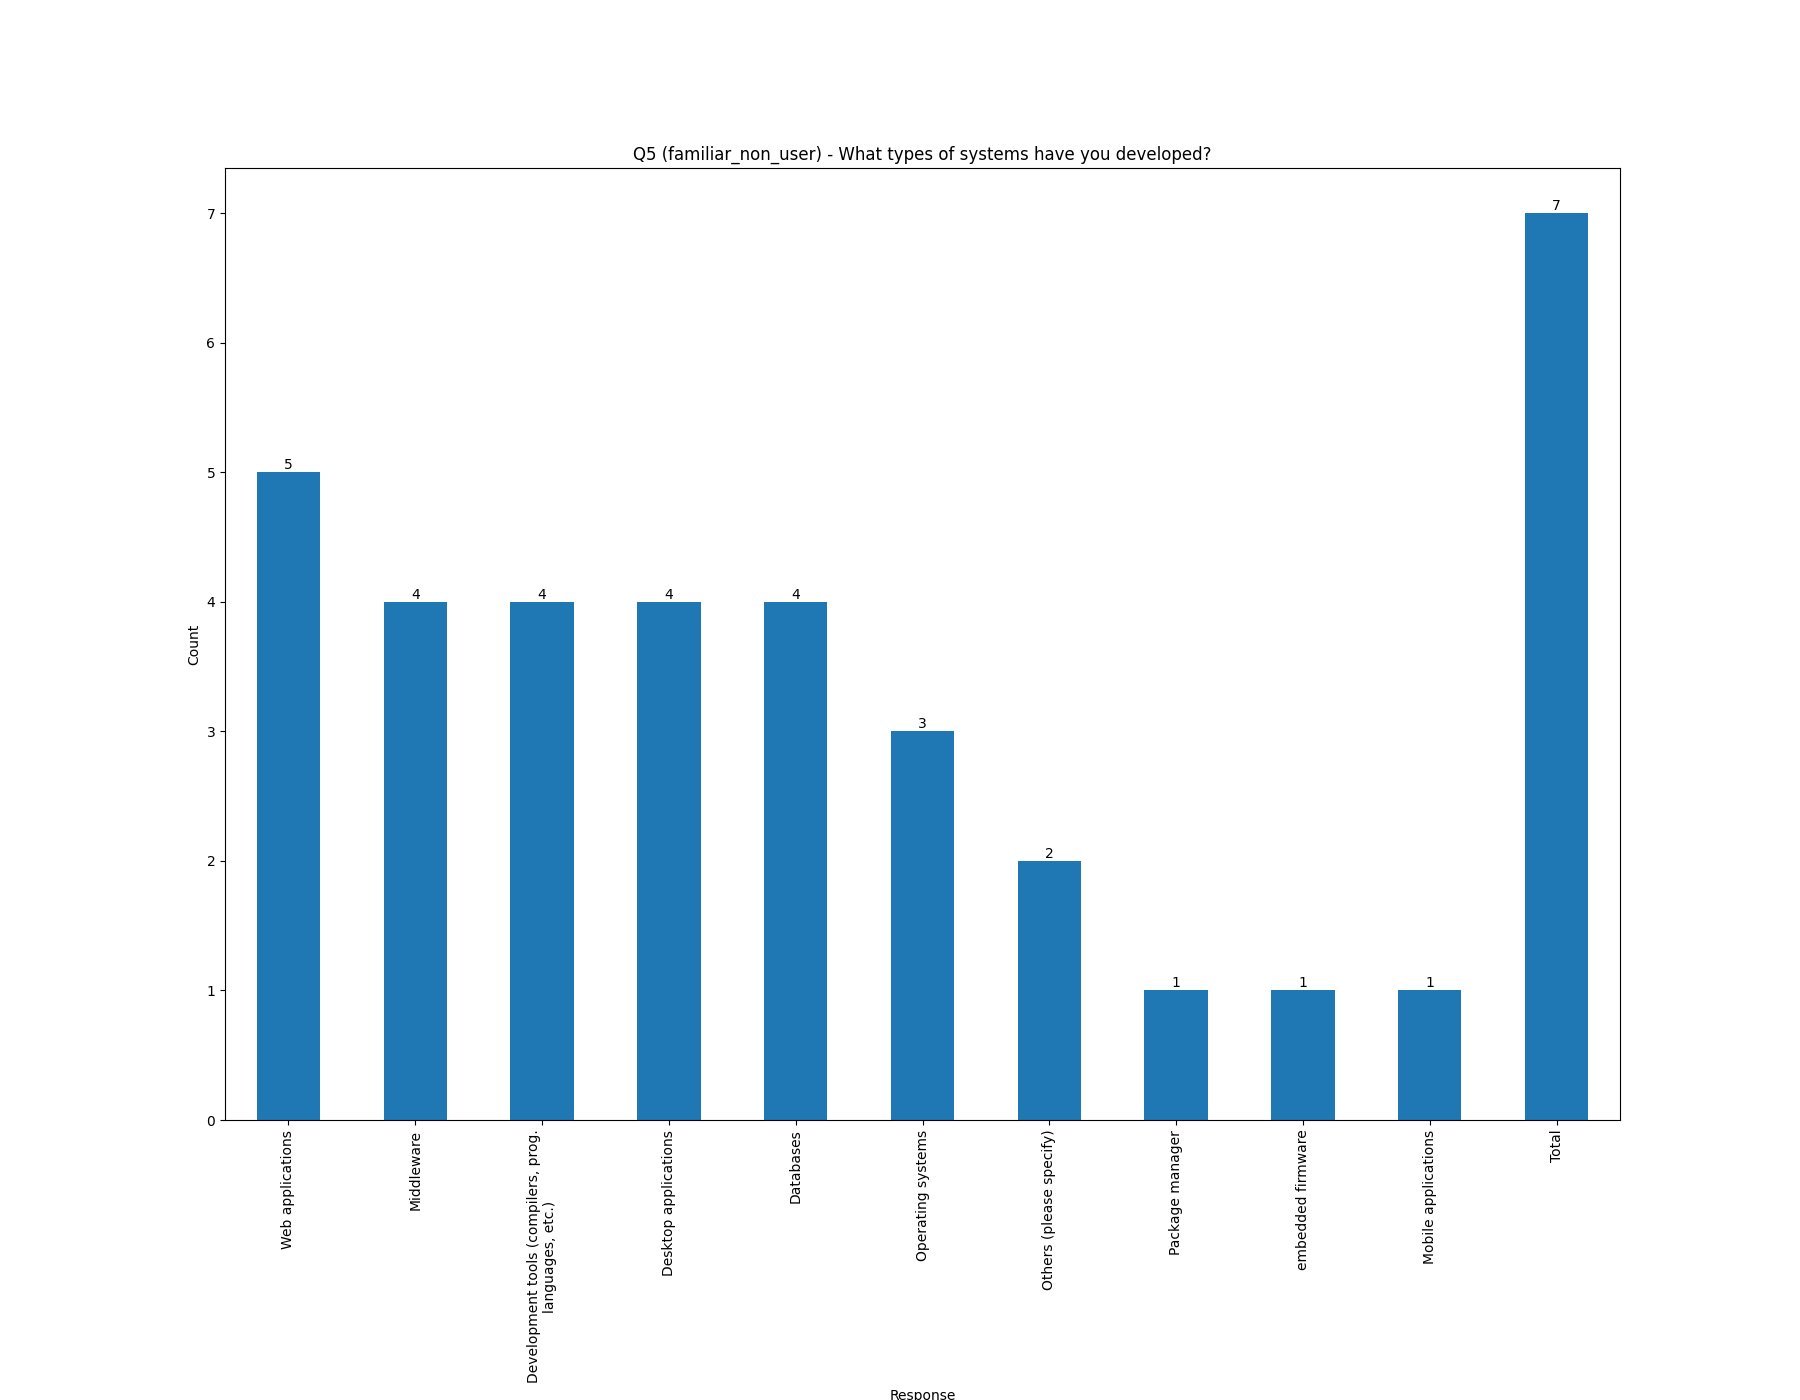 Q5 (familiar_non_user) - What types of systems have you developed?
7
6
5
4
3
2
1
0
Count
5
4
4
4
4
3
2
1
1
1
7
Web applications
Middleware
Development tools (compilers, prog.
languages, etc.)
Desktop applications
Databases
Operating systems
Others (please specify)
Package manager
embedded firmware
Mobile applications
Total
Response